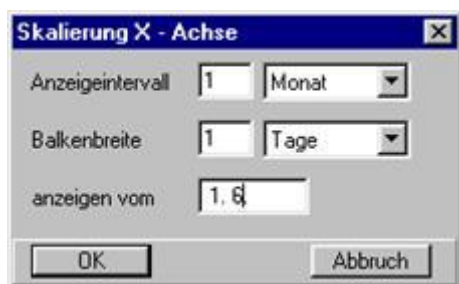 Skalierung X - Achse
Anzeigeintervall 1 Monat
Balkenbreite 1 Tage
anzeigen vom 1. 6
OK Abbruch